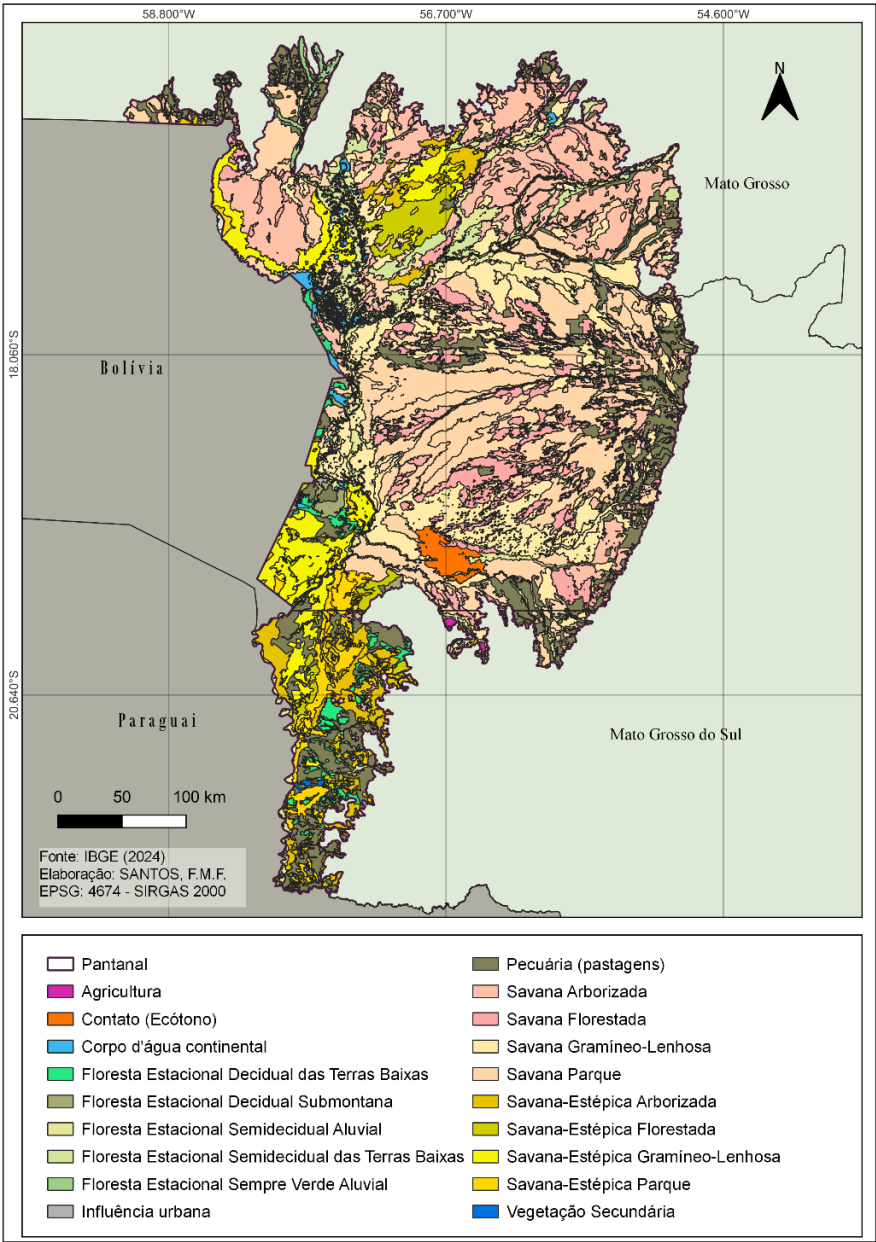 58.800°W
56.700°W
54.600°W
N
Mato Grosso
18.060°S
Bolívia
20.640°S
Paraguai
Mato Grosso do Sul
0 50 100 km
Fonte: IBGE (2024)
Elaboração: SANTOS, F.M.F.
EPSG: 4674 - SIRGAS 2000
Pantanal
Agricultura
Contato (Ecótono)
Corpo d'água continental
Floresta Estacional Decidual das Terras Baixas
Floresta Estacional Decidual Submontana
Floresta Estacional Semidecidual Aluvial
Floresta Estacional Semidecidual das Terras Baixas
Floresta Estacional Sempre Verde Aluvial
Influência urbana
Pecuária (pastagens)
Savana Arborizada
Savana Florestada
Savana Gramíneo-Lenhosa
Savana Parque
Savana-Estépica Arborizada
Savana-Estépica Florestada
Savana-Estépica Gramíneo-Lenhosa
Savana-Estépica Parque
Vegetação Secundária